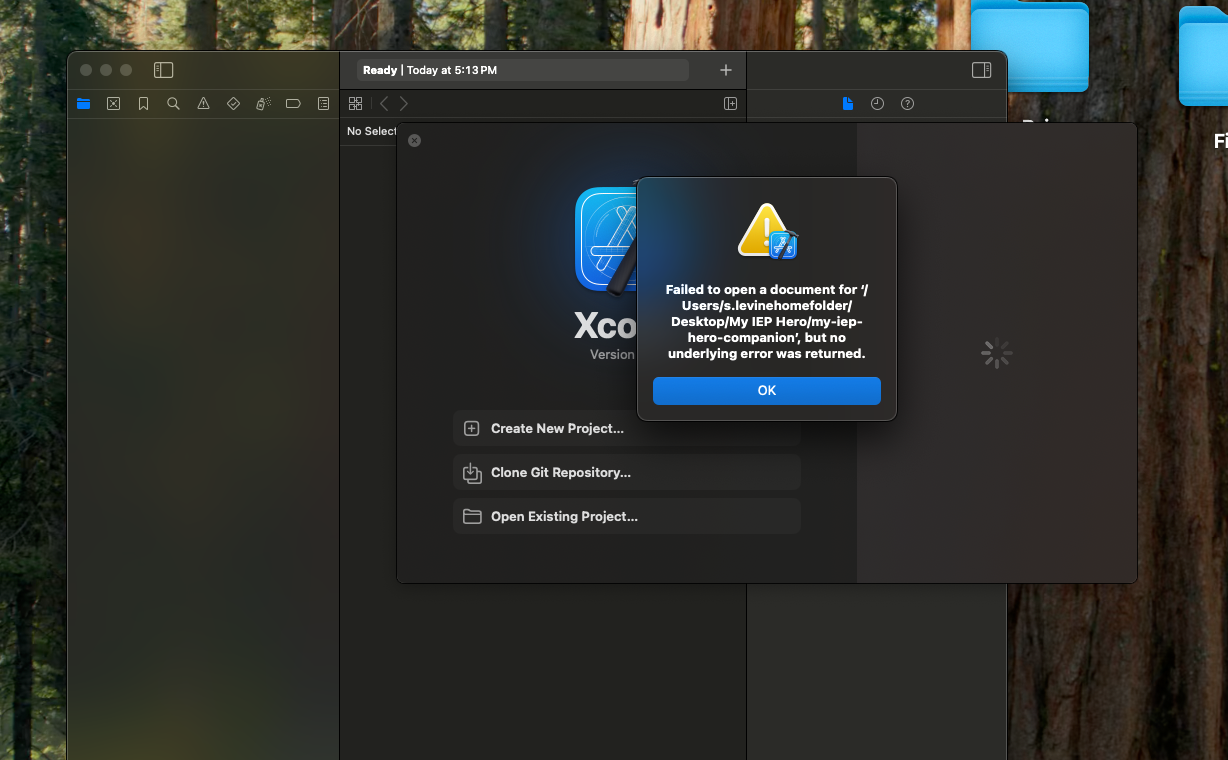 Ready | Today at 5:13 PM
No Select
Xco
Version
Failed to open a document for ‘/
Users/s.levinehomefolder/
Desktop/My IEP Hero/my-iep-
hero-companion’, but no
underlying error was returned.
OK
Create New Project...
Clone Git Repository...
Open Existing Project...
Fi